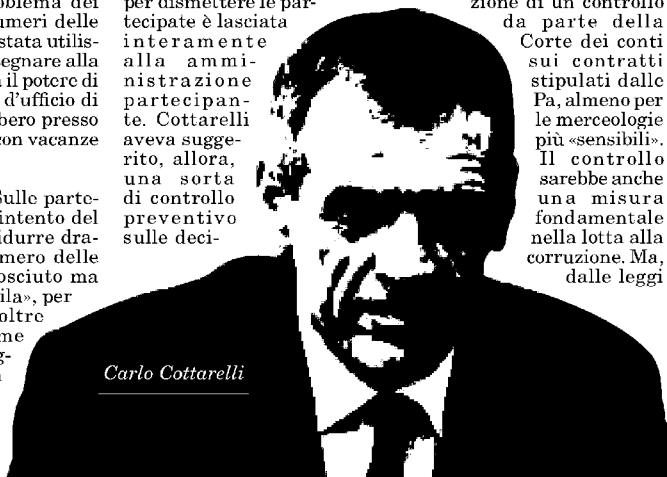 oblema dei
umeri delle
stata utilis-
egnare alla
il potere di
d'ufficio di
bero presso
con vacanze
Sulle parte-
intento del
idurre dra-
mero delle
osciuto ma
ila», per
oltre
me
g-
per dismettere le par-
tecipate è lasciata
interamente
alla ammi-
nistrazione
partecipan-
te. Cottarelli
aveva sugge-
rito, allora,
una sorta
di controllo
preventivo
sulle deci-
Carlo Cottarelli
zione di un controllo
da parte della
Corte dei conti
sui contratti
stipulati dalle
Pa, almeno per
le merceologie
più «sensibili».
Il controllo
sarebbe anche
una misura
fondamentale
nella lotta alla
corruzione. Ma,
dalle leggi